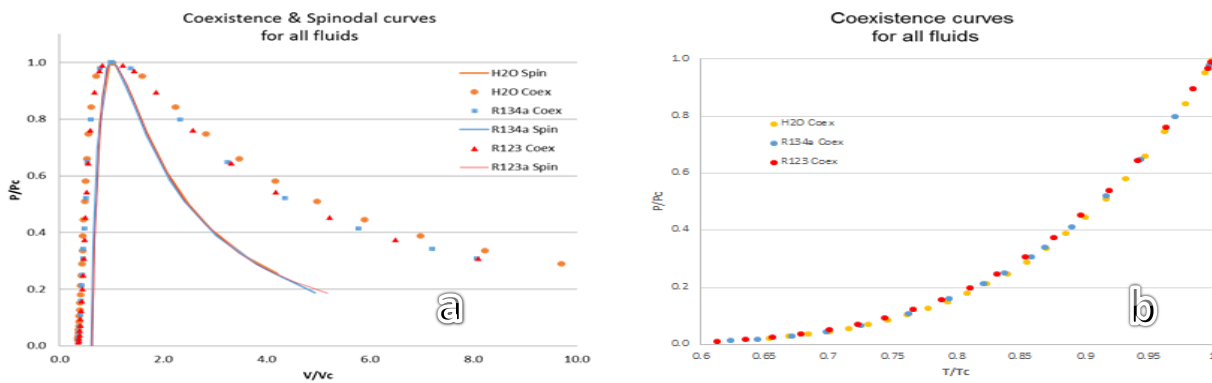 Coexistence & Spinodal curves
for all fluids
P/Pc
1.0
0.8
0.6
0.4
0.2
0.0
0.0 2.0 4.0 6.0 8.0 10.0
V/Vc
H2O Spin
H2O Coex
R134a Coex
R134a Spin
R123 Coex
R123a Spin
a
Coexistence curves
for all fluids
P/Pc
1.0
0.8
0.6
0.4
0.2
0.0
0.6 0.65 0.7 0.75 0.8 0.85 0.9 0.95 1
T/Tc
H2O Coex
R134a Coex
R123 Coex
b